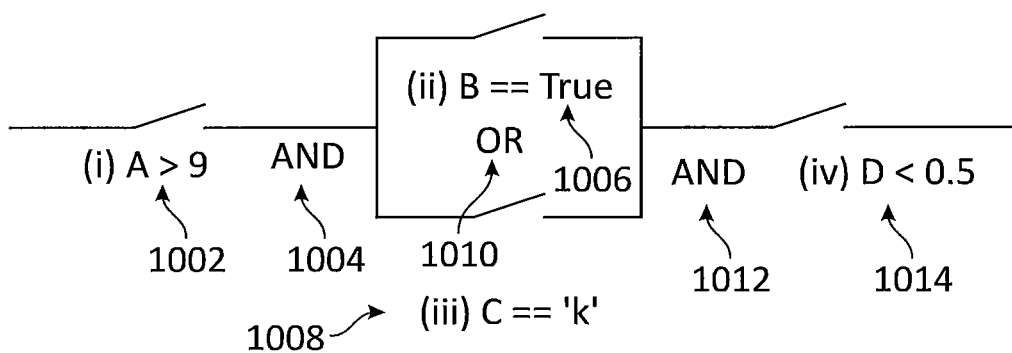 (ii) B == True
(i) A > 9
AND
OR
1006
AND
(iv) D < 0.5
1002
1004
1010
1012
1014
1008
(iii) C == 'k'